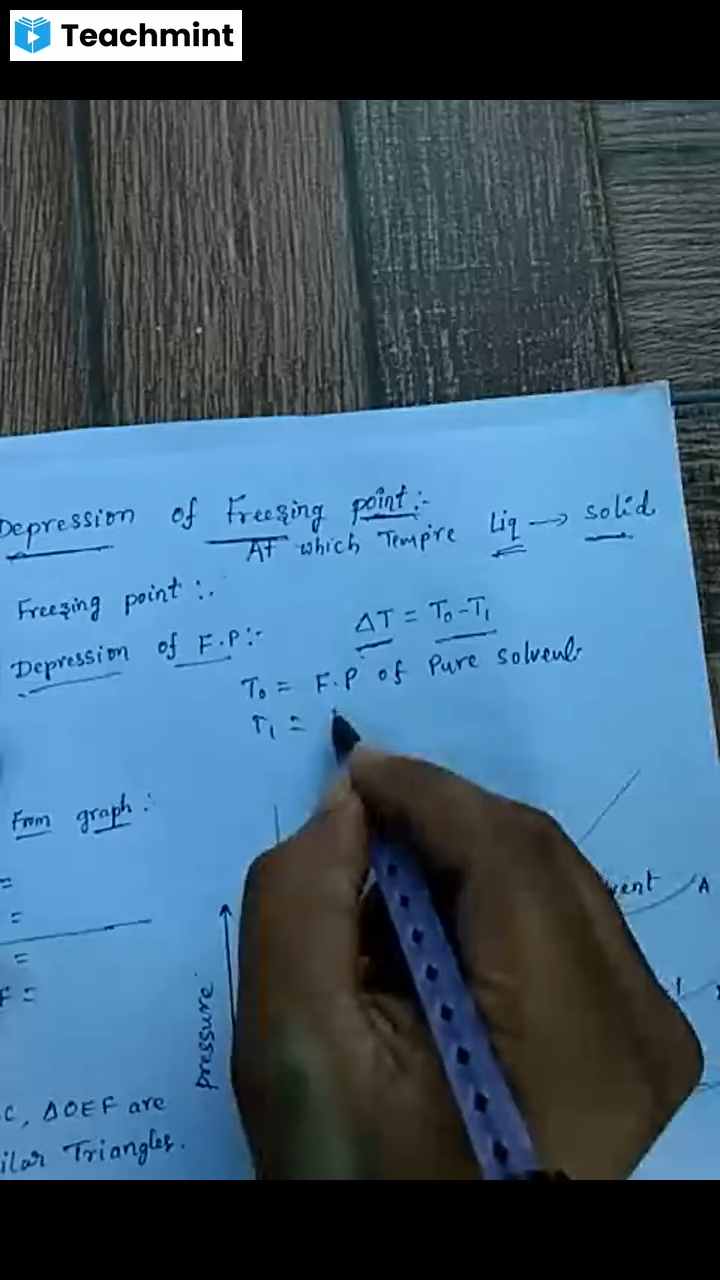 Teachmint
Depression of Freezing point :-
At which Temp're Liq → solid
Freezing point :.
Depression of F.P :-
ΔT = T₀-T₁
T₀ = F.P of Pure solvent
T₁ =
From graph :
=
=
=
F =
pressure
A
C, ΔOEF are
ilar Triangles.